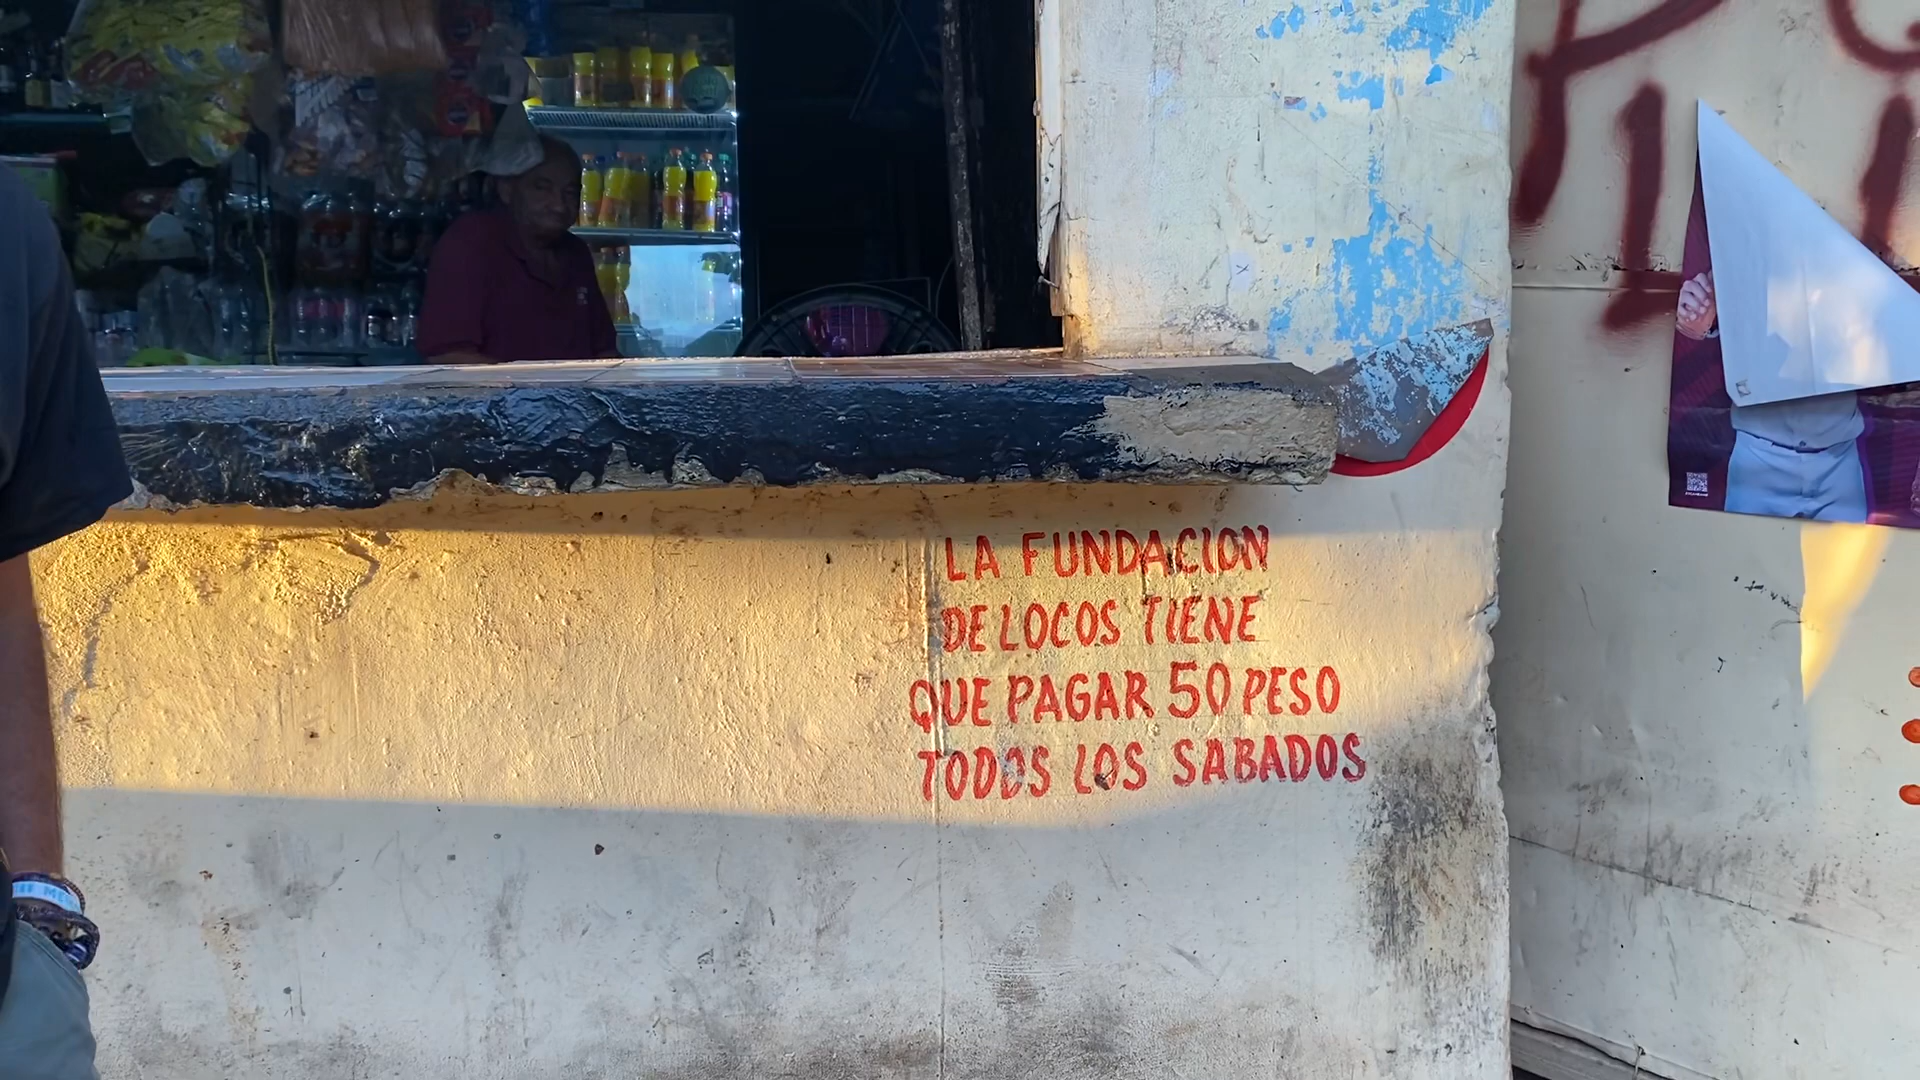 LA FUNDACION
DE LOCOS TIENE
QUE PAGAR 50 PESO
TODOS LOS SABADOS